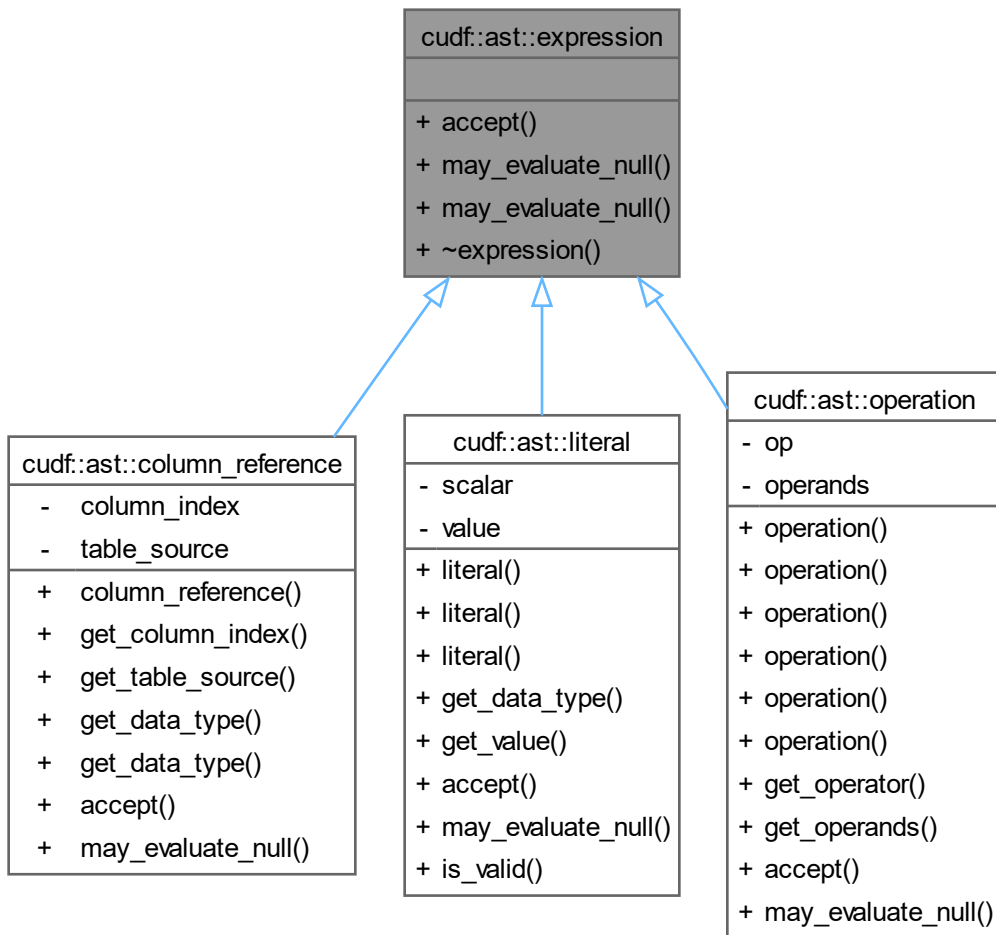 cudf::ast::expression
+ accept()
+ may_evaluate_null()
+ may_evaluate_null()
+ ~expression()
cudf::ast::column_reference
- column_index
- table_source
+ column_reference()
+ get_column_index()
+ get_table_source()
+ get_data_type()
+ get_data_type()
+ accept()
+ may_evaluate_null()
cudf::ast::literal
- scalar
- value
+ literal()
+ literal()
+ literal()
+ get_data_type()
+ get_value()
+ accept()
+ may_evaluate_null()
+ is_valid()
cudf::ast::operation
- op
- operands
+ operation()
+ operation()
+ operation()
+ operation()
+ operation()
+ operation()
+ get_operator()
+ get_operands()
+ accept()
+ may_evaluate_null()